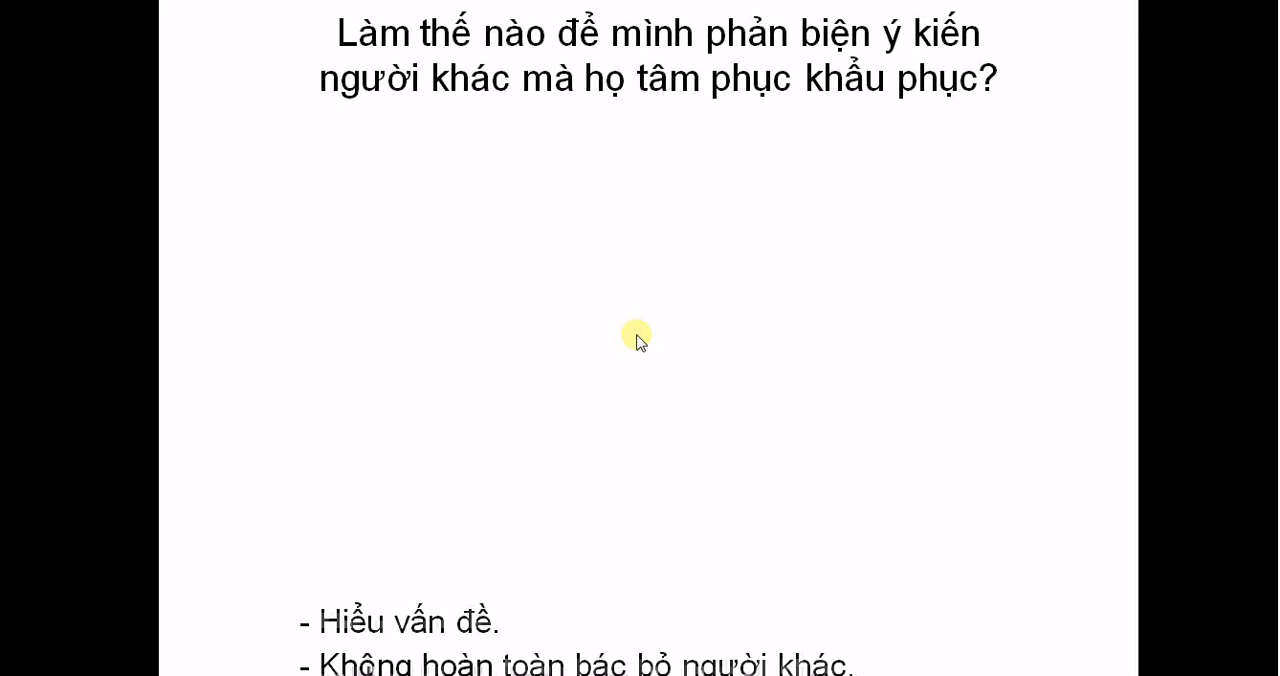 Làm thế nào để mình phản biện ý kiến
người khác mà họ tâm phục khẩu phục?
- Hiểu vấn đề.
- Không hoàn toàn bác bỏ người khác.